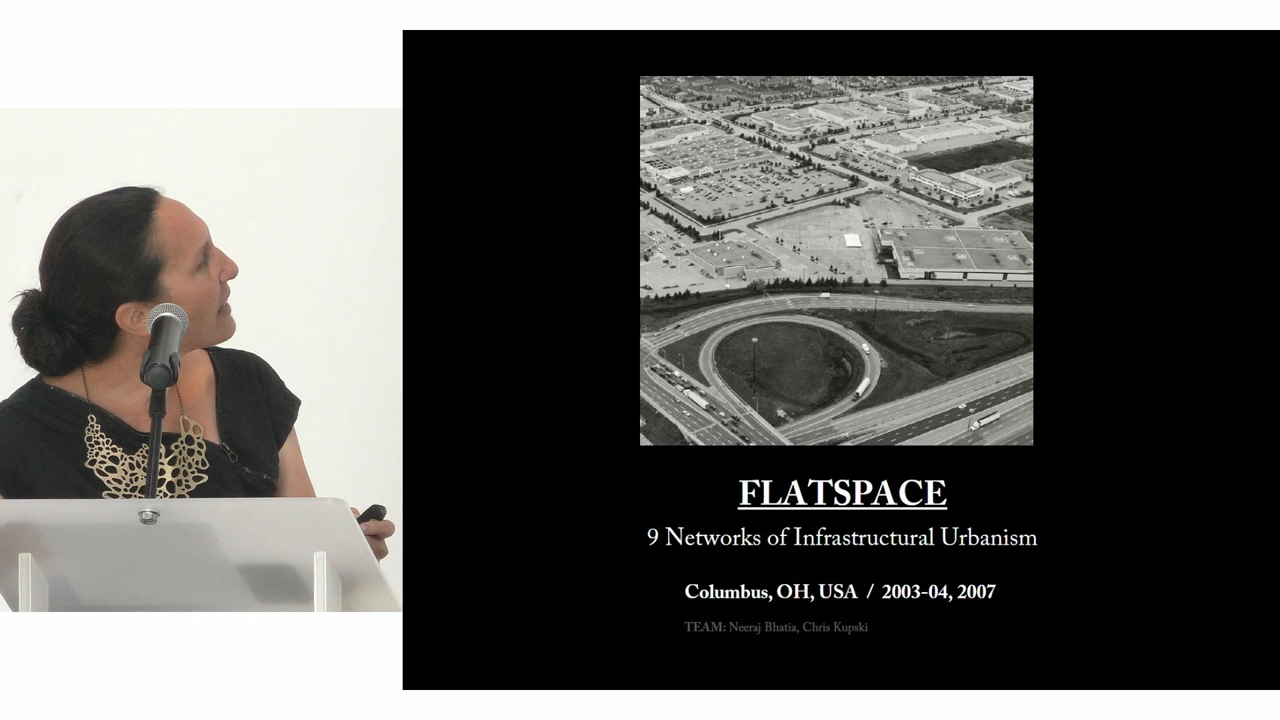 FLATSPACE
9 Networks of Infrastructural Urbanism
Columbus, OH, USA / 2003-04, 2007
TEAM: Neeraj Bhatia, Chris Kupski